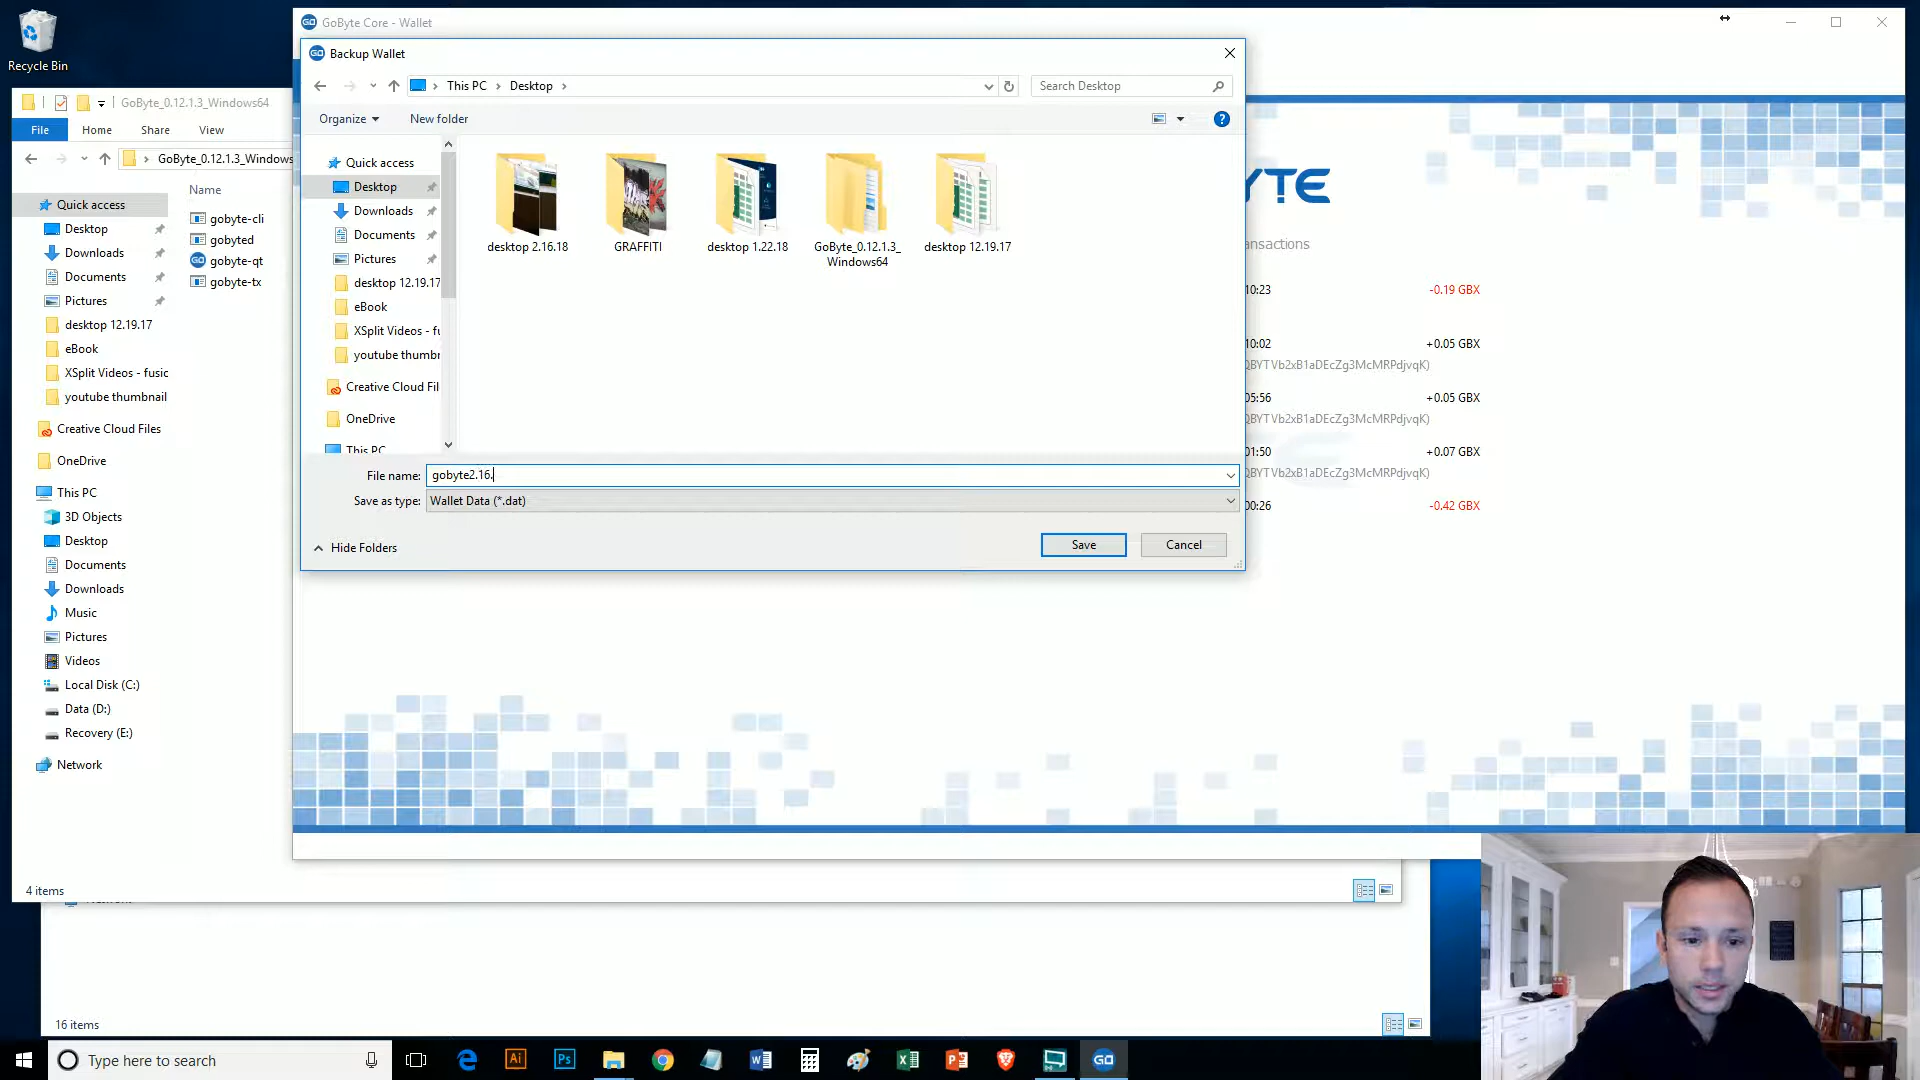 Recycle Bin
GoByte Core - Wallet
Backup Wallet
This PC
Desktop
Search Desktop
Organize
New folder
Quick access
Desktop
Downloads
Documents
Pictures
desktop 12.19.17
eBook
XSplit Videos - fu
youtube thumbn
Creative Cloud Fil
OneDrive
This PC
desktop 2.16.18
GRAFFITI
desktop 1.22.18
GoByte_0.12.1.3_
Windows64
desktop 12.19.17
File name: gobyte2.16.
Save as type: Wallet Data (*.dat)
Hide Folders
Save
Cancel
GoByte_0.12.1.3_Windows64
File
Home
Share
View
GoByte_0.12.1.3_Windows
Name
gobyte-cli
gobyted
gobyte-qt
gobyte-tx
Quick access
Desktop
Downloads
Documents
Pictures
desktop 12.19.17
eBook
XSplit Videos - fusic
youtube thumbnail
Creative Cloud Files
OneDrive
This PC
3D Objects
Desktop
Documents
Downloads
Music
Pictures
Videos
Local Disk (C:)
Data (D:)
Recovery (E:)
Network
4 items
16 items
YTE
ansactions
10:23 -0.19 GBX
10:02 +0.05 GBX
QBYTVb2xB1aDEcZg3McMRPdjvqK)
05:56 +0.05 GBX
QBYTVb2xB1aDEcZg3McMRPdjvqK)
01:50 +0.07 GBX
QBYTVb2xB1aDEcZg3McMRPdjvqK)
00:26 -0.42 GBX
Type here to search